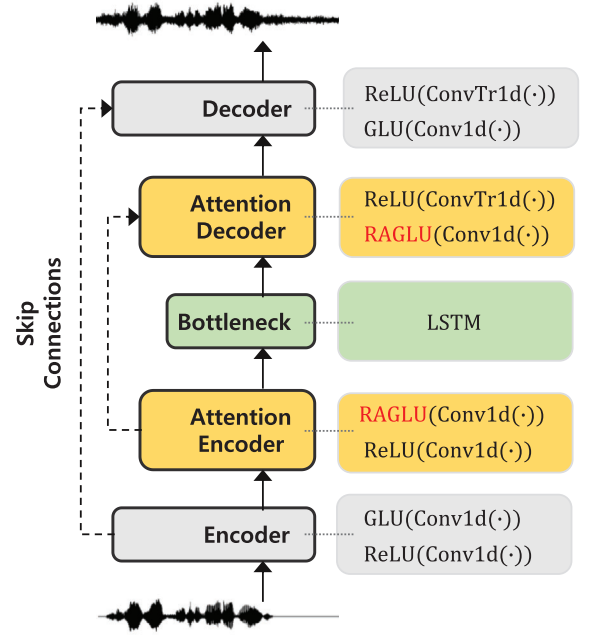 Decoder
ReLU(ConvTr1d(·))
GLU(Conv1d(·))
Attention
Decoder
ReLU(ConvTr1d(·))
RAGLU(Conv1d(·))
Skip
Connections
Bottleneck
LSTM
Attention
Encoder
RAGLU(Conv1d(·))
ReLU(Conv1d(·))
Encoder
GLU(Conv1d(·))
ReLU(Conv1d(·))